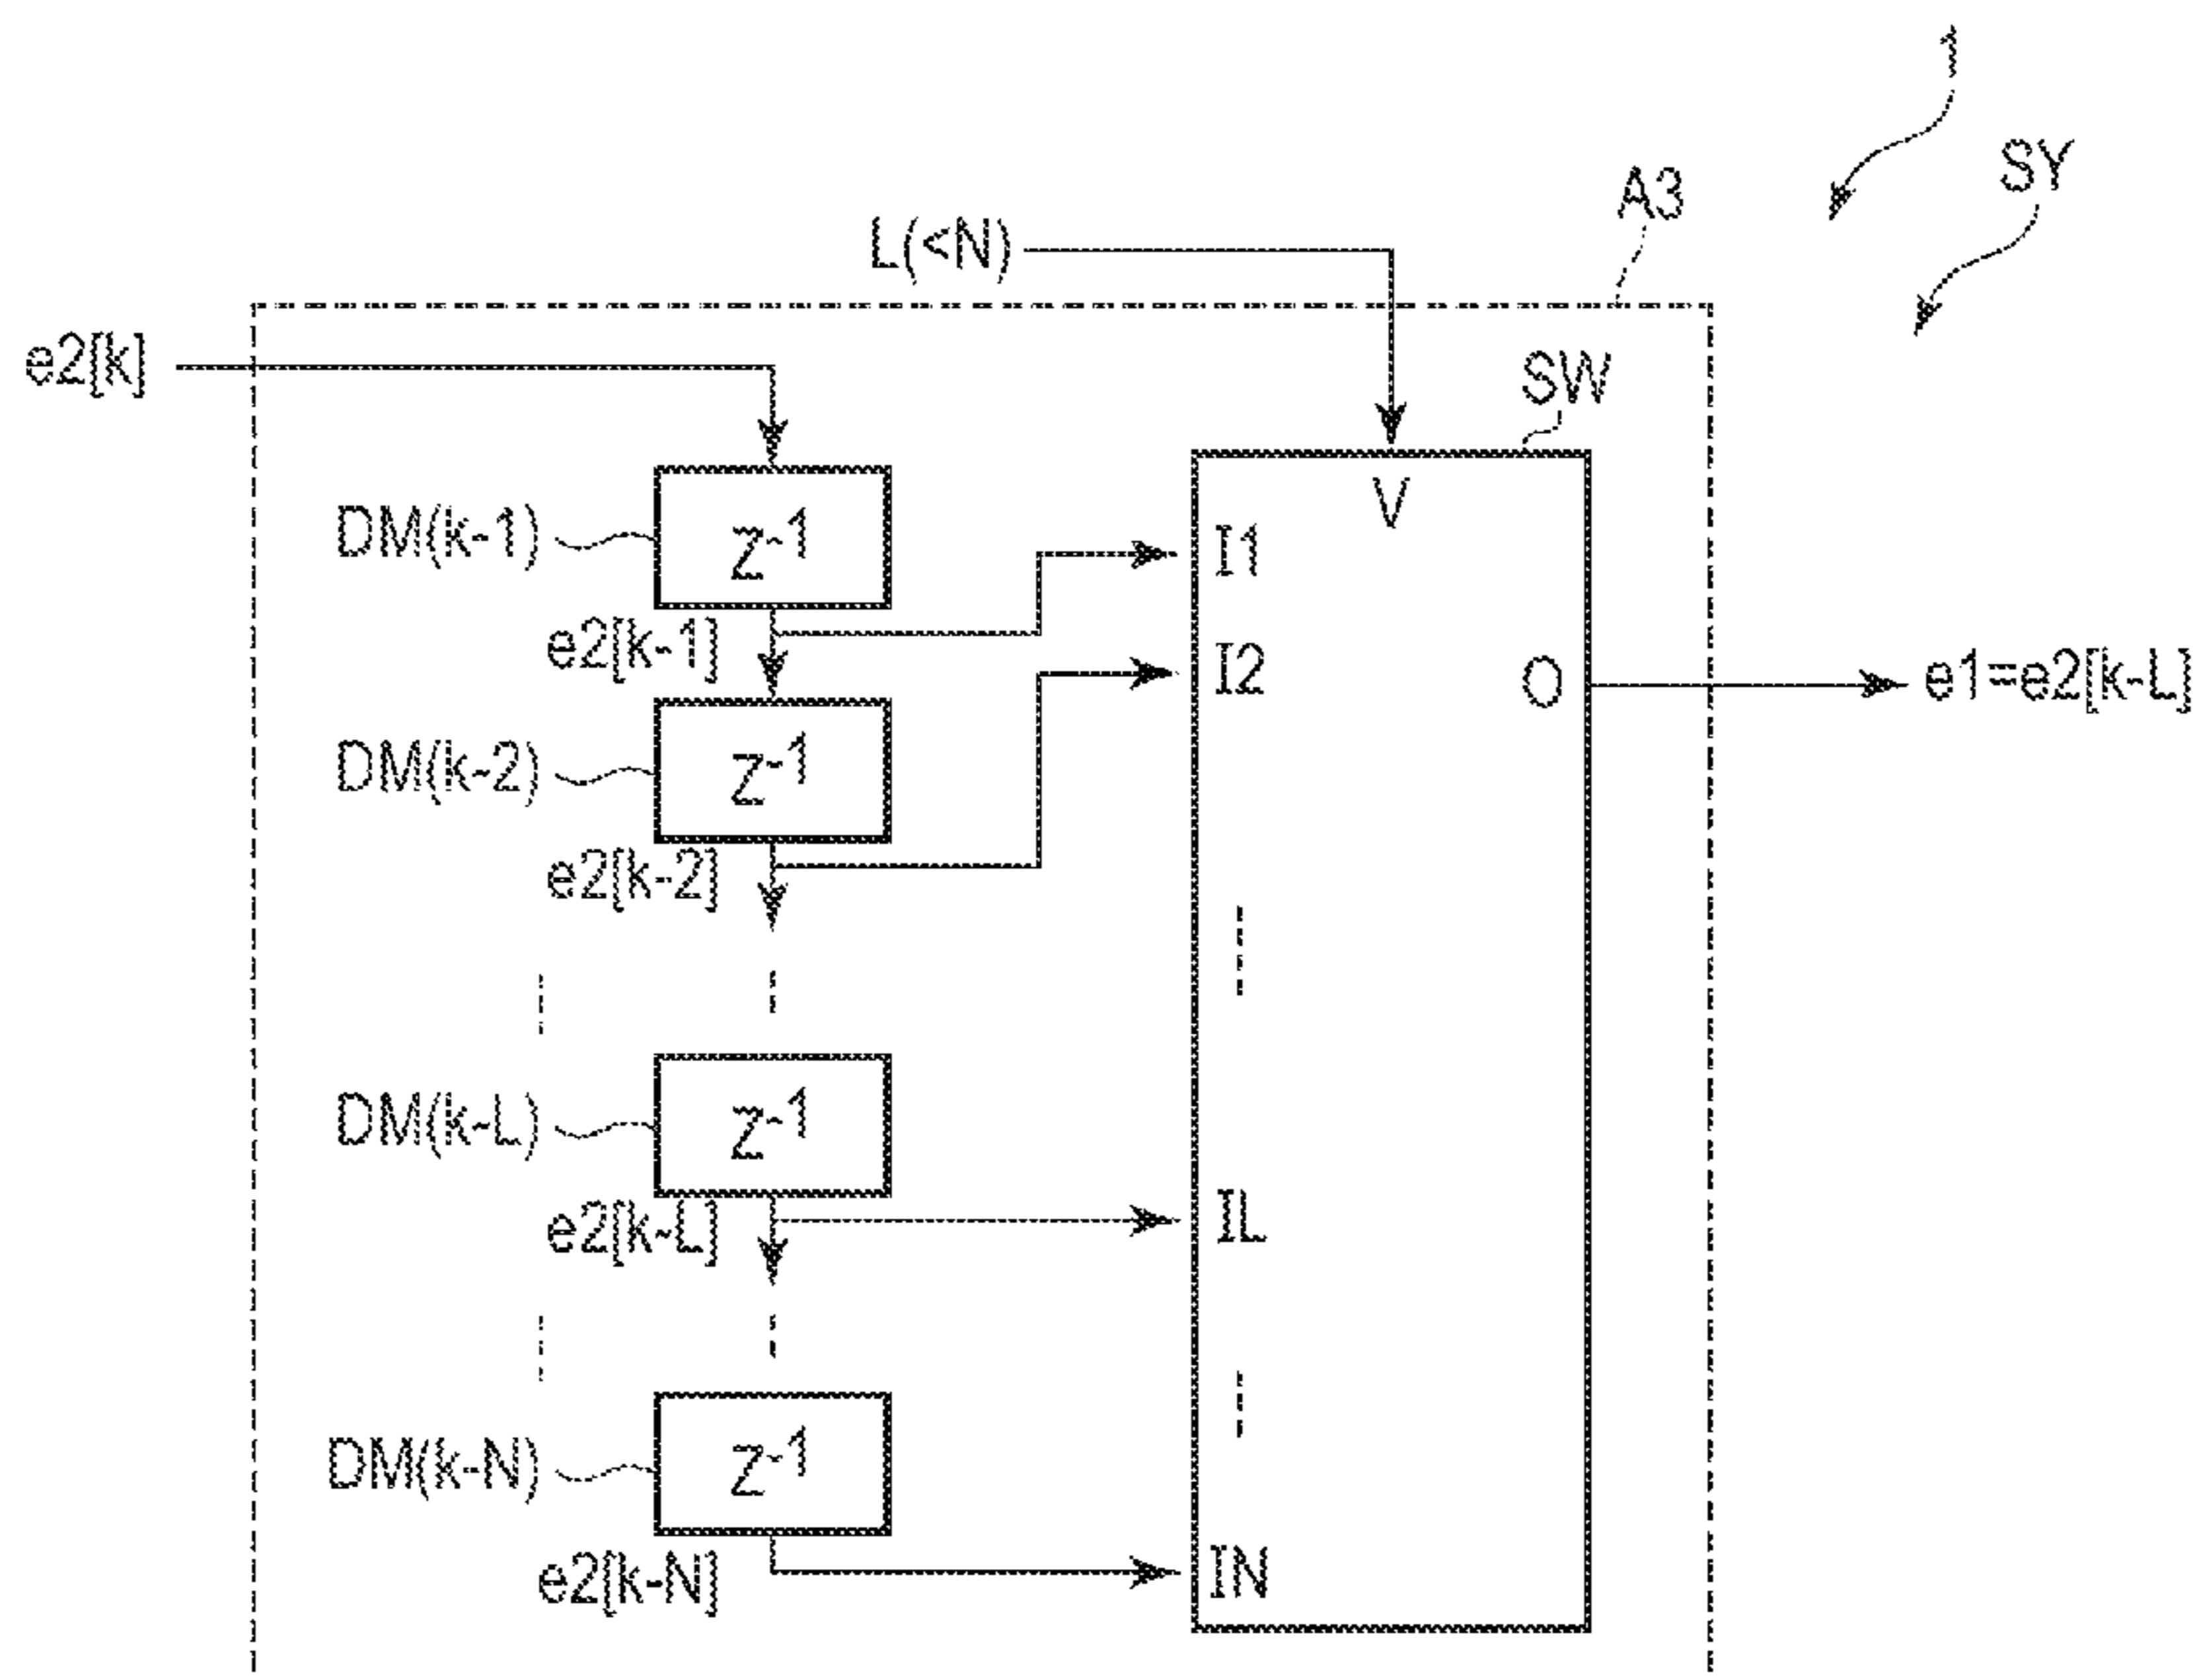 1
SY
A3
L(<N)
e2[k]
SW
V
DM(k-1)
z-1
I1
e2[k-1]
I2
O
e1=e2[k-L]
DM(k-2)
z-1
e2[k-2]
DM(k-L)
z-1
e2[k-L]
IL
DM(k-N)
z-1
e2[k-N]
IN